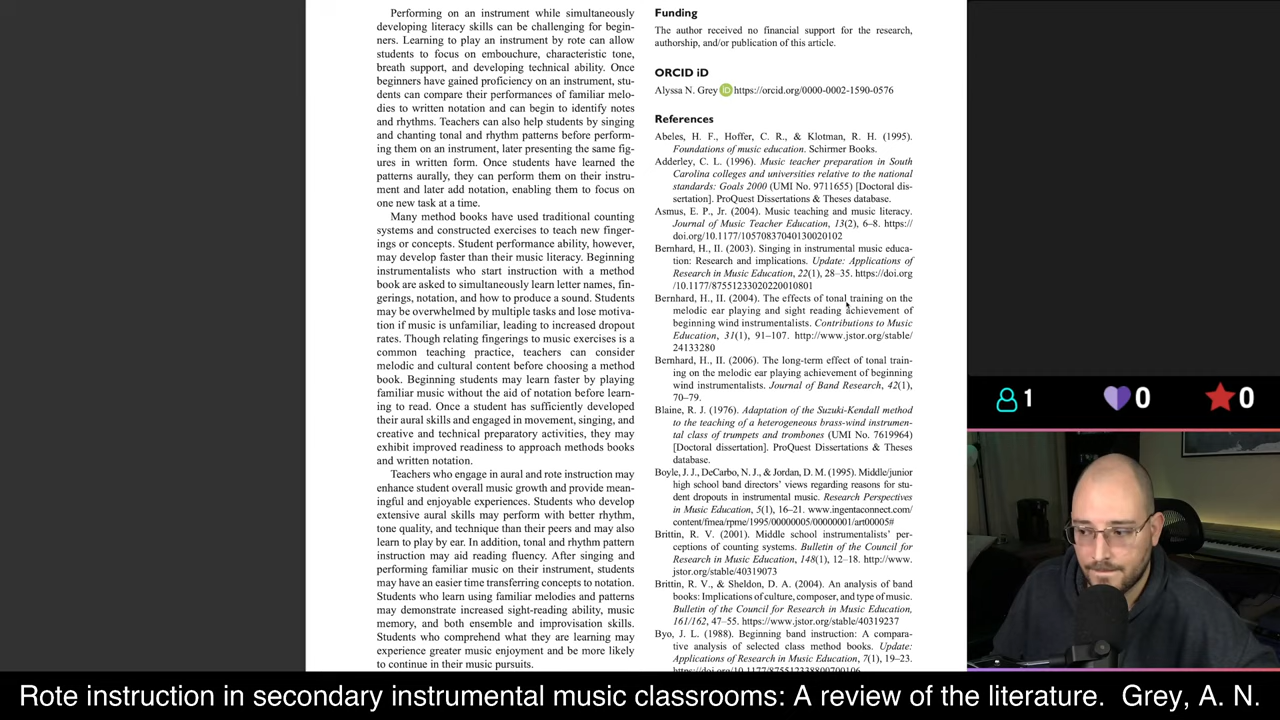 Performing on an instrument while simultaneously
developing literacy skills can be challenging for begin-
ners. Learning to play an instrument by rote can allow
students to focus on embouchure, characteristic tone,
breath support, and developing technical ability. Once
beginners have gained proficiency on an instrument, stu-
dents can compare their performances of familiar melo-
dies to written notation and can begin to identify notes
and rhythms. Teachers can also help students by singing
and chanting tonal and rhythm patterns before perform-
ing them on an instrument, later presenting the same fig-
ures in written form. Once students have learned the
patterns aurally, they can perform them on their instru-
ment and later add notation, enabling them to focus on
one new task at a time.
Many method books have used traditional counting
systems and constructed exercises to teach new finger-
ings or concepts. Student performance ability, however,
may develop faster than their music literacy. Beginning
instrumentalists who start instruction with a method
book are asked to simultaneously learn letter names, fin-
gerings, notation, and how to produce a sound. Students
may be overwhelmed by multiple tasks and lose motiva-
tion if music is unfamiliar, leading to increased dropout
rates. Though relating fingerings to music exercises is a
common teaching practice, teachers can consider
melodic and cultural content before choosing a method
book. Beginning students may learn faster by playing
familiar music without the aid of notation before learn-
ing to read. Once a student has sufficiently developed
their aural skills and engaged in movement, singing, and
creative and technical preparatory activities, they may
exhibit improved readiness to approach methods books
and written notation.
Teachers who engage in aural and rote instruction may
enhance student overall music growth and provide mean-
ingful and enjoyable experiences. Students who develop
extensive aural skills may perform with better rhythm,
tone quality, and technique than their peers and may also
learn to play by ear. In addition, tonal and rhythm pattern
instruction may aid reading fluency. After singing and
performing familiar music on their instrument, students
may have an easier time transferring concepts to notation.
Students who learn using familiar melodies and patterns
may demonstrate increased sight-reading ability, music
memory, and both ensemble and improvisation skills.
Students who comprehend what they are learning may
experience greater music enjoyment and be more likely
to continue in their music pursuits.
Funding
The author received no financial support for the research,
authorship, and/or publication of this article.
ORCID iD
Alyssa N. Grey iD https://orcid.org/0000-0002-1590-0576
References
Abeles, H. F., Hoffer, C. R., & Klotman, R. H. (1995).
Foundations of music education. Schirmer Books.
Adderley, C. L. (1996). Music teacher preparation in South
Carolina colleges and universities relative to the national
standards: Goals 2000 (UMI No. 9711655) [Doctoral dis-
sertation]. ProQuest Dissertations & Theses database.
Asmus, E. P., Jr. (2004). Music teaching and music literacy.
Journal of Music Teacher Education, 13(2), 6–8. https://
doi.org/10.1177/10570837040130020102
Bernhard, H., II. (2003). Singing in instrumental music educa-
tion: Research and implications. Update: Applications of
Research in Music Education, 22(1), 28–35. https://doi.org
/10.1177/87551233020220010801
Bernhard, H., II. (2004). The effects of tonal training on the
melodic ear playing and sight reading achievement of
beginning wind instrumentalists. Contributions to Music
Education, 31(1), 91–107. http://www.jstor.org/stable/
24133280
Bernhard, H., II. (2006). The long-term effect of tonal train-
ing on the melodic ear playing achievement of beginning
wind instrumentalists. Journal of Band Research, 42(1),
70–79.
Blaine, R. J. (1976). Adaptation of the Suzuki-Kendall method
to the teaching of a heterogeneous brass-wind instrumen-
tal class of trumpets and trombones (UMI No. 7619964)
[Doctoral dissertation]. ProQuest Dissertations & Theses
database.
Boyle, J. J., DeCarbo, N. J., & Jordan, D. M. (1995). Middle/junior
high school band directors' views regarding reasons for stu-
dent dropouts in instrumental music. Research Perspectives
in Music Education, 5(1), 16–21. www.ingentaconnect.com/
content/fmea/rpme/1995/00000005/00000001/art00005#
Brittin, R. V. (2001). Middle school instrumentalists' per-
ceptions of counting systems. Bulletin of the Council for
Research in Music Education, 148(1), 12–18. http://www.
jstor.org/stable/40319073
Brittin, R. V., & Sheldon, D. A. (2004). An analysis of band
books: Implications of culture, composer, and type of music.
Bulletin of the Council for Research in Music Education,
161/162, 47–55. https://www.jstor.org/stable/40319237
Byo, J. L. (1988). Beginning band instruction: A compara-
tive analysis of selected class method books. Update:
Applications of Research in Music Education, 7(1), 19–23.
https://doi.org/10.1177/875512338800700106
1
0
0
Rote instruction in secondary instrumental music classrooms: A review of the literature. Grey, A. N.